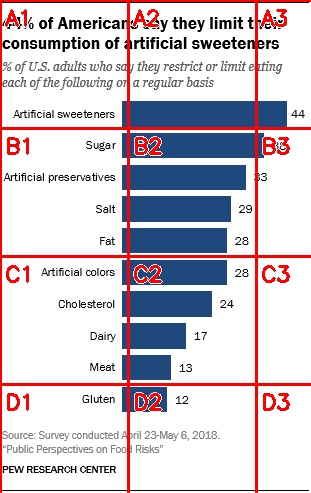 A1 A2 A3
% of Americans say they limit their
consumption of artificial sweeteners
% of U.S. adults who say they restrict or limit eating
each of the following on a regular basis
Artificial sweeteners 44
B1 B2 B3
Sugar
Artificial preservatives 33
Salt 29
Fat 28
C1 C2 C3
Artificial colors 28
Cholesterol 24
Dairy 17
Meat 13
D1 D2 D3
Gluten 12
Source: Survey conducted April 23-May 6, 2018.
“Public Perspectives on Food Risks”
PEW RESEARCH CENTER